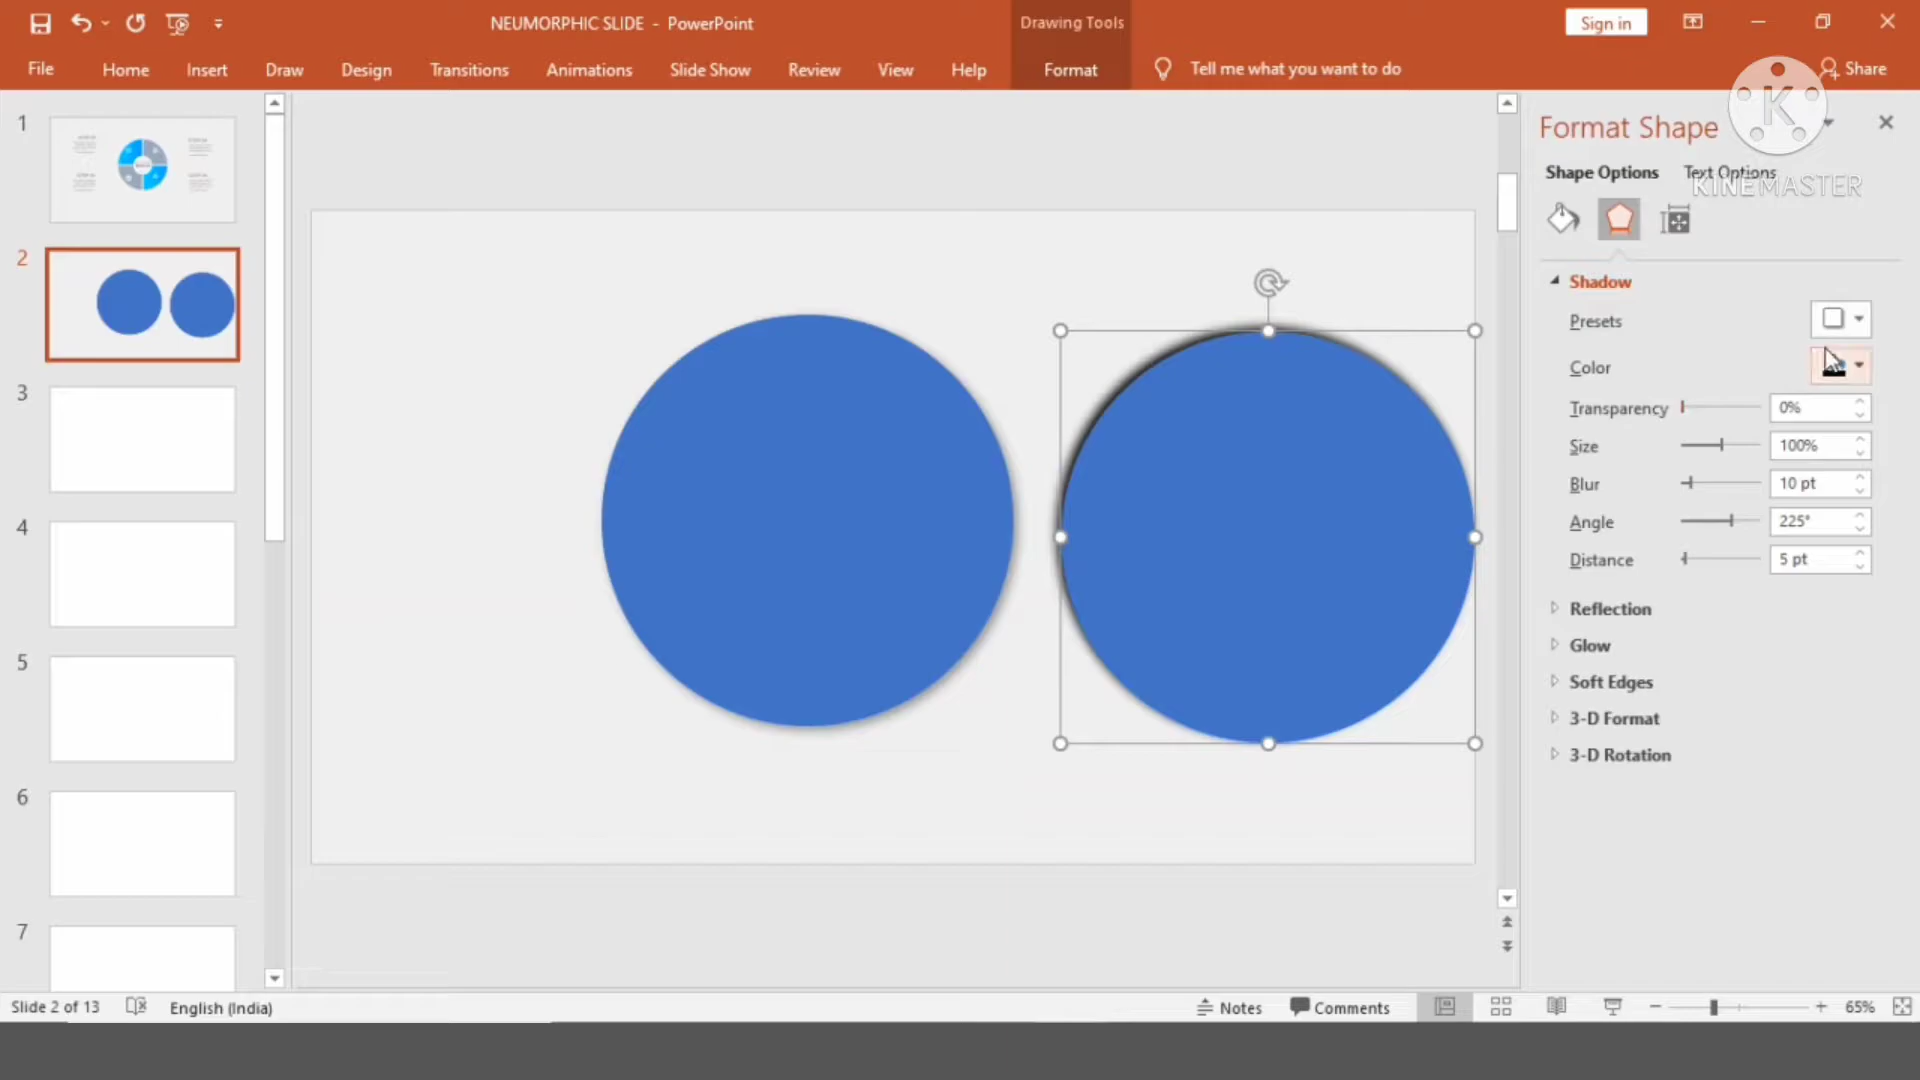 NEUMORPHIC SLIDE - PowerPoint
Drawing Tools
Sign in
File Home Insert Draw Design Transitions Animations Slide Show Review View Help Format Tell me what you want to do Share
Format Shape
K
KINEMASTER
Shape Options Text Options
Shadow
Presets
Color
Transparency 0%
Size 100%
Blur 10 pt
Angle 225°
Distance 5 pt
Reflection
Glow
Soft Edges
3-D Format
3-D Rotation
1
2
3
4
5
6
7
Slide 2 of 13 English (India) Notes Comments 65%